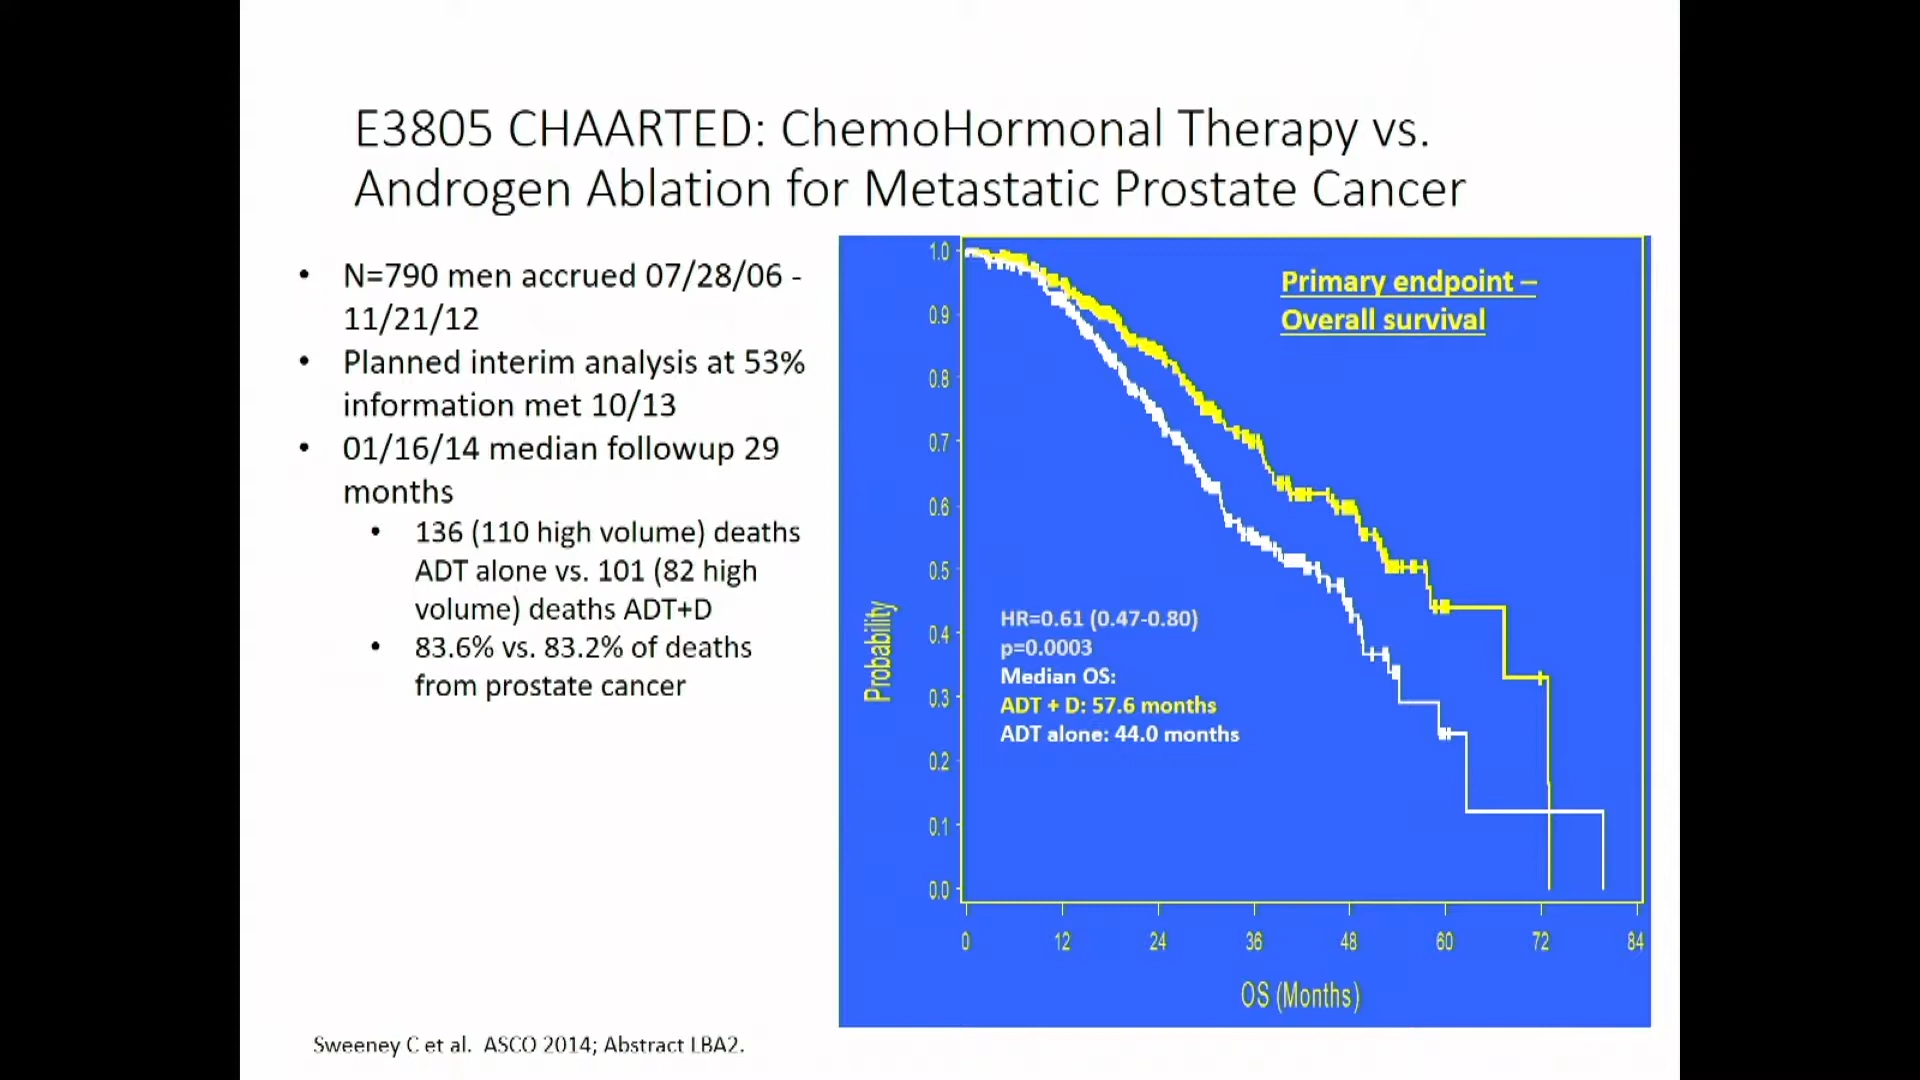 E3805 CHAARTED: ChemoHormonal Therapy vs.
Androgen Ablation for Metastatic Prostate Cancer
• N=790 men accrued 07/28/06 -
11/21/12
• Planned interim analysis at 53%
information met 10/13
• 01/16/14 median followup 29
months
• 136 (110 high volume) deaths
ADT alone vs. 101 (82 high
volume) deaths ADT+D
• 83.6% vs. 83.2% of deaths
from prostate cancer
Primary endpoint –
Overall survival
1.0
0.9
0.8
0.7
0.6
0.5
0.4
0.3
0.2
0.1
0.0
Probability
HR=0.61 (0.47-0.80)
p=0.0003
Median OS:
ADT + D: 57.6 months
ADT alone: 44.0 months
0 12 24 36 48 60 72 84
OS (Months)
Sweeney C et al. ASCO 2014; Abstract LBA2.